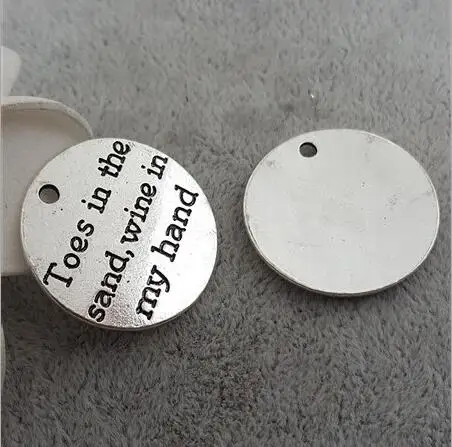 Toes in the
sand, wine in
my hand